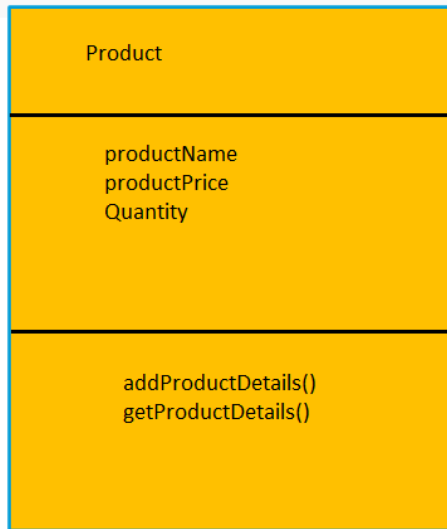 Product
productName
productPrice
Quantity
addProductDetails()
getProductDetails()